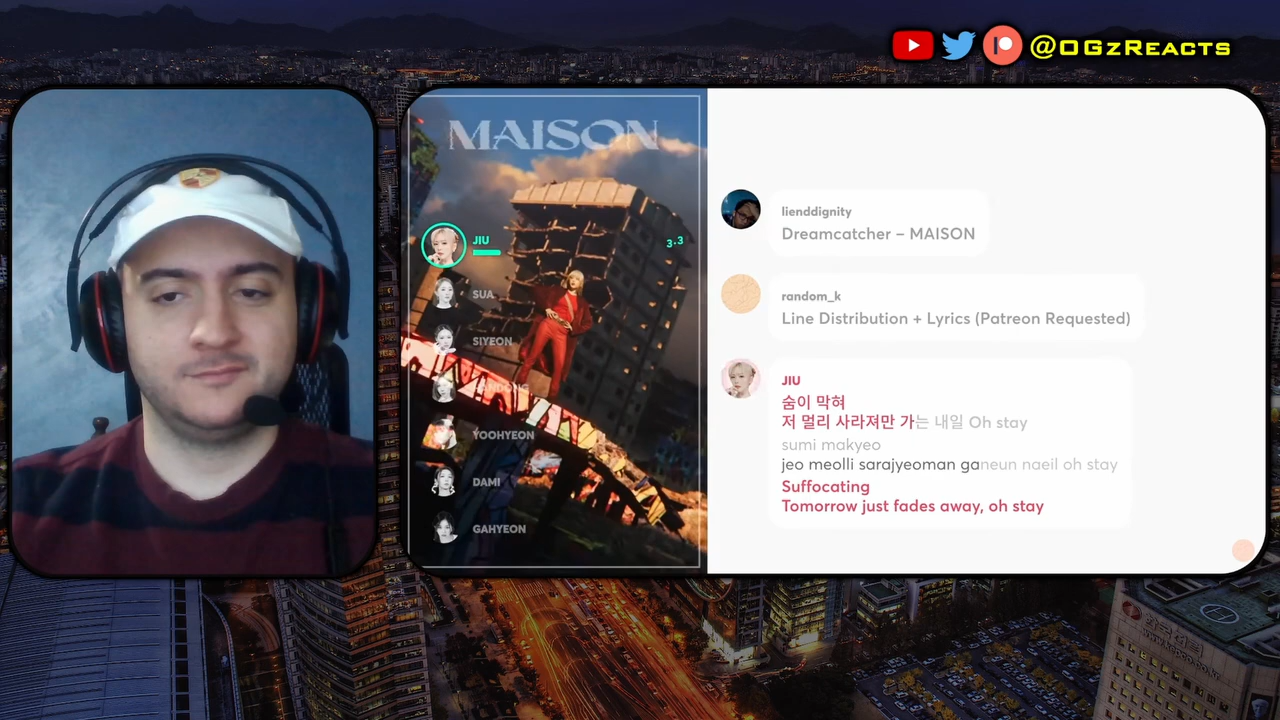 @OGzReacts
MAISON
JIU
3.3
SUA
SIYEON
HANDONG
YOOHYEON
DAMI
GAHYEON
lienddignity
Dreamcatcher – MAISON
random_k
Line Distribution + Lyrics (Patreon Requested)
JIU
숨이 막혀
저 멀리 사라져만 가는 내일 Oh stay
sumi makyeo
jeo meolli sarajyeoman ganeun naeil oh stay
Suffocating
Tomorrow just fades away, oh stay